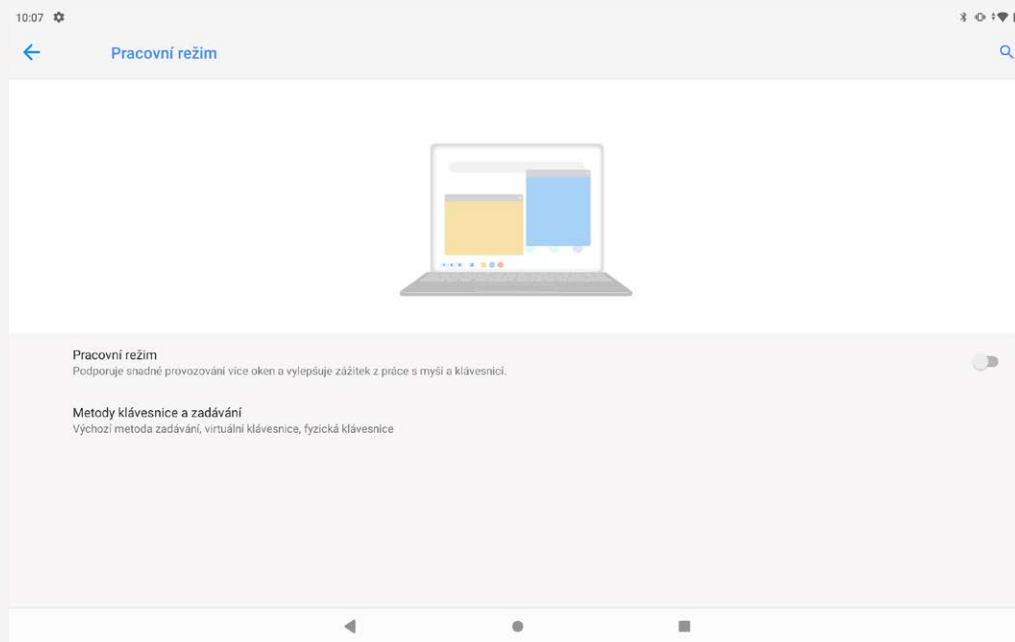 10:07
Pracovní režim
Pracovní režim
Podporuje snadné provozování více oken a vylepšuje zážitek z práce s myší a klávesnicí.
Metody klávesnice a zadávání
Výchozí metoda zadávání, virtuální klávesnice, fyzická klávesnice